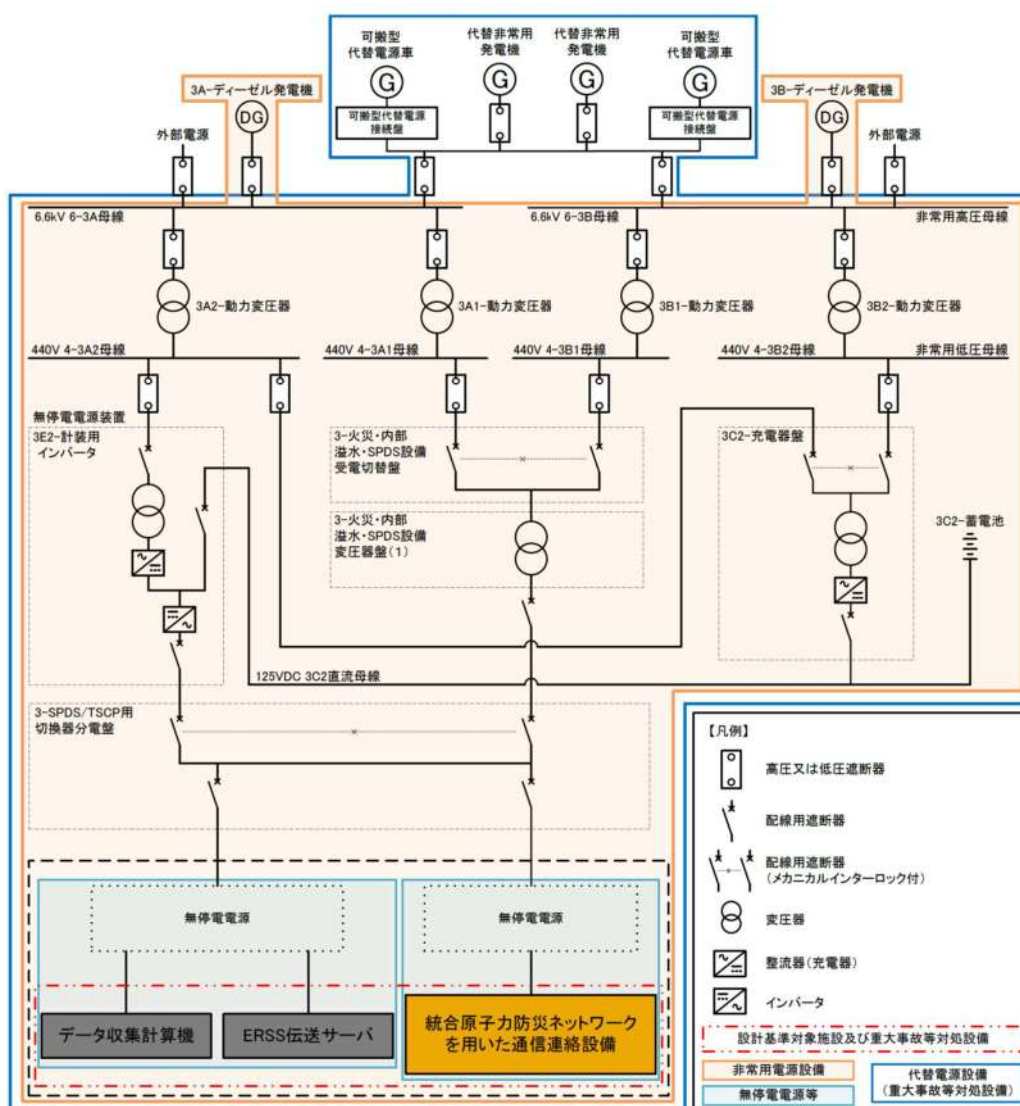 可搬型
代替電源車
代替非常用
発電機
代替非常用
発電機
可搬型
代替電源車
G
G
G
G
3A-ディーゼル発電機
3B-ディーゼル発電機
DG
DG
可搬型代替電源
接続盤
可搬型代替電源
接続盤
外部電源
外部電源
6.6kV 6-3A母線
6.6kV 6-3B母線
非常用高圧母線
3A2-動力変圧器
3A1-動力変圧器
3B1-動力変圧器
3B2-動力変圧器
440V 4-3A2母線
440V 4-3A1母線
440V 4-3B1母線
440V 4-3B2母線
非常用低圧母線
無停電電源装置
3E2-計装用
インバータ
3-火災・内部
溢水・SPDS設備
受電切替盤
3C2-充電器盤
3-火災・内部
溢水・SPDS設備
変圧器盤(1)
3C2-蓄電池
125VDC 3C2直流母線
3-SPDS/TSCP用
切換器分電盤
無停電電源
無停電電源
データ収集計算機
ERSS伝送サーバ
統合原子力防災ネットワーク
を用いた通信連絡設備
【凡例】
高圧又は低圧遮断器
配線用遮断器
配線用遮断器
(メカニカルインターロック付)
変圧器
整流器(充電器)
インバータ
設計基準対象施設及び重大事故等対処設備
非常用電源設備
無停電電源等
代替電源設備
(重大事故等対処設備)